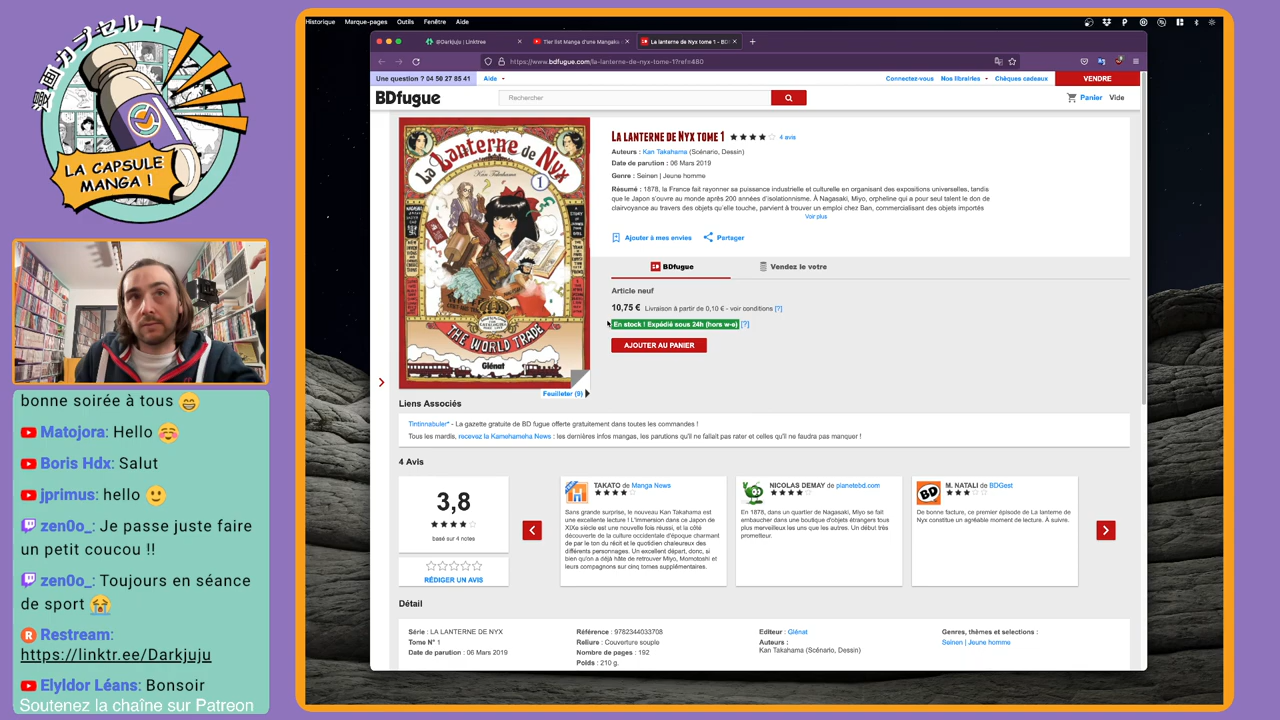 漫画カプセル!
LA CAPSULE
MANGA !
bonne soirée à tous 😁
Matojora: Hello 🥰
Boris Hdx: Salut
jprimus: hello 🙂
zen0o_: Je passe juste faire
un petit coucou !!
zen0o_: Toujours en séance
de sport 😭
Restream:
https://linktr.ee/Darkjuju
Elyldor Léans: Bonsoir
Soutenez la chaîne sur Patreon
Historique Marque-pages Outils Fenêtre Aide
@Darkjuju | Linktree
Tier list Manga d'une Mangaku
La lanterne de Nyx tome 1 - BD
https://www.bdfugue.com/la-lanterne-de-nyx-tome-1?ref=480
Une question ? 04 50 27 85 41 Aide
Connectez-vous Nos librairies Chèques cadeaux VENDRE
BDfugue
Rechercher
Panier Vide
La Lanterne de Nyx
Kan Takahama
1
THE WORLD TRADE
Glénat
Feuilleter (9)
LA LANTERNE DE NYX TOME 1 4 avis
Auteurs : Kan Takahama (Scénario, Dessin)
Date de parution : 06 Mars 2019
Genre : Seinen | Jeune homme
Résumé : 1878, la France fait rayonner sa puissance industrielle et culturelle en organisant des expositions universelles, tandis
que le Japon s'ouvre au monde après 200 années d'isolationnisme. À Nagasaki, Miyo, orpheline qui a pour seul talent le don de
clairvoyance au travers des objets qu'elle touche, parvient à trouver un emploi chez Ban, commercialisant des objets importés
Voir plus
Ajouter à mes envies Partager
BDfugue Vendez le votre
Article neuf
10,75 € Livraison à partir de 0,10 € - voir conditions [?]
En stock ! Expédié sous 24h (hors w-e) [?]
AJOUTER AU PANIER
Liens Associés
Tintinnabuler* - La gazette gratuite de BD fugue offerte gratuitement dans toutes les commandes !
Tous les mardis, recevez la Kamehameha News : les dernières infos mangas, les parutions qu'il ne fallait pas rater et celles qu'il ne faudra pas manquer !
4 Avis
3,8
basé sur 4 notes
RÉDIGER UN AVIS
TAKATO de Manga News
Sans grande surprise, le nouveau Kan Takahama est
une excellente lecture ! L'immersion dans ce Japon de
XIXe siècle est une nouvelle fois réussi, et la côté
découverte de la culture occidentale d'époque charmant
de par le ton du récit et le quotidien chaleureux des
différents personnages. Un excellent départ, donc, si
bien qu'on a déjà hâte de retrouver Miyo, Momotoshi et
leurs compagnons sur cinq tomes supplémentaires.
NICOLAS DEMAY de planetebd.com
En 1878, dans un quartier de Nagasaki, Miyo se fait
embaucher dans une boutique d'objets étrangers tous
plus merveilleux les uns que les autres. Un début très
prometteur.
BD
M. NATALI de BDGest
De bonne facture, ce premier épisode de La lanterne de
Nyx constitue un agréable moment de lecture. À suivre.
Détail
Série : LA LANTERNE DE NYX
Tome N° 1
Date de parution : 06 Mars 2019
Référence : 9782344033708
Reliure : Couverture souple
Nombre de pages : 192
Poids : 210 g.
Editeur : Glénat
Auteurs :
Kan Takahama (Scénario, Dessin)
Genres, thèmes et selections :
Seinen | Jeune homme